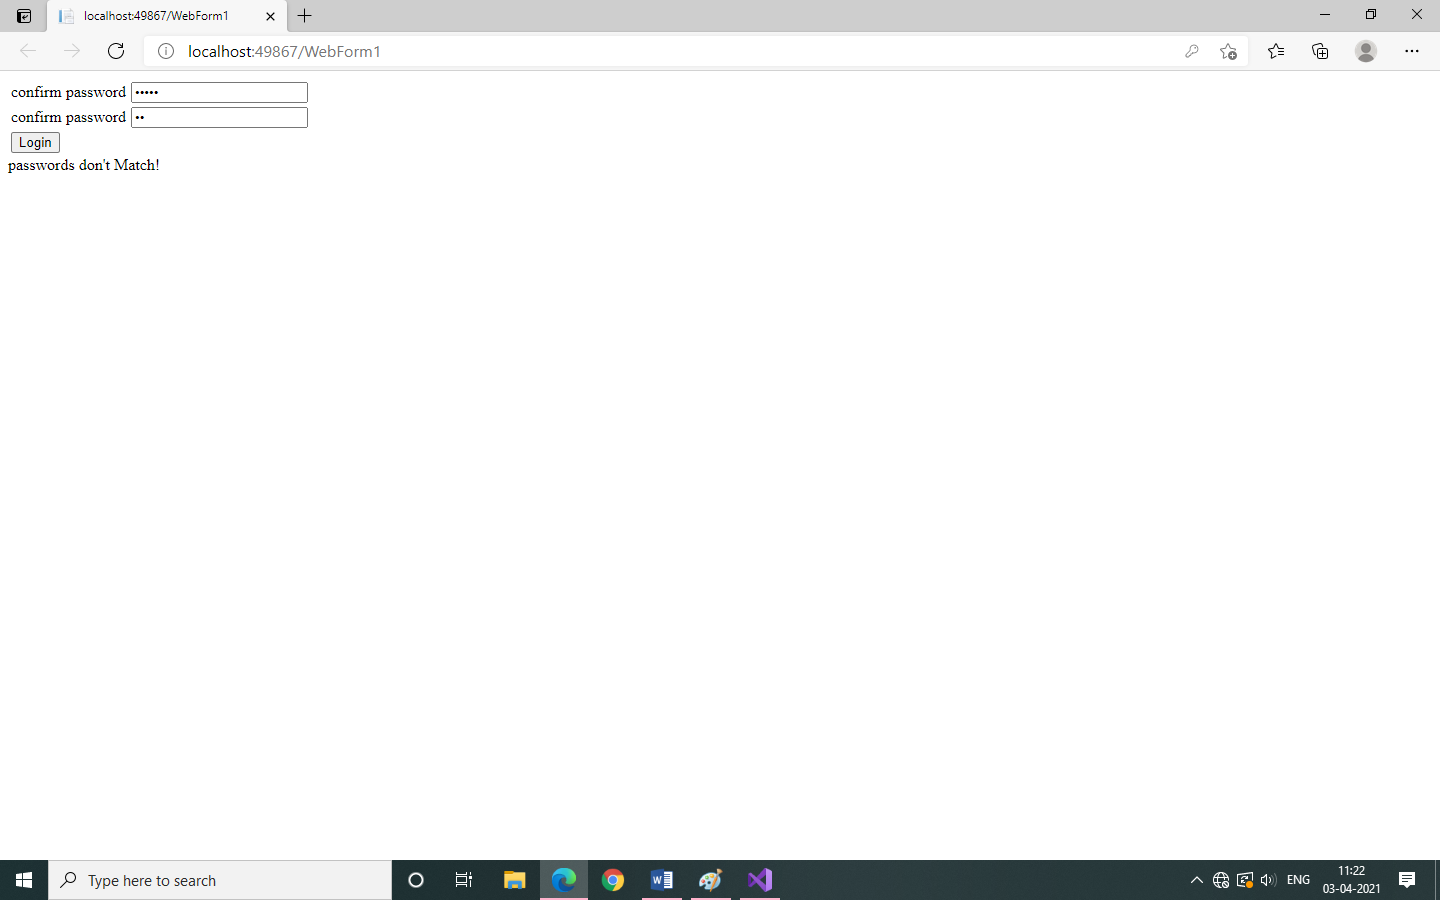 localhost:49867/WebForm1
localhost:49867/WebForm1
confirm password •••••
confirm password ••
Login
passwords don't Match!
Type here to search
ENG
11:22
03-04-2021